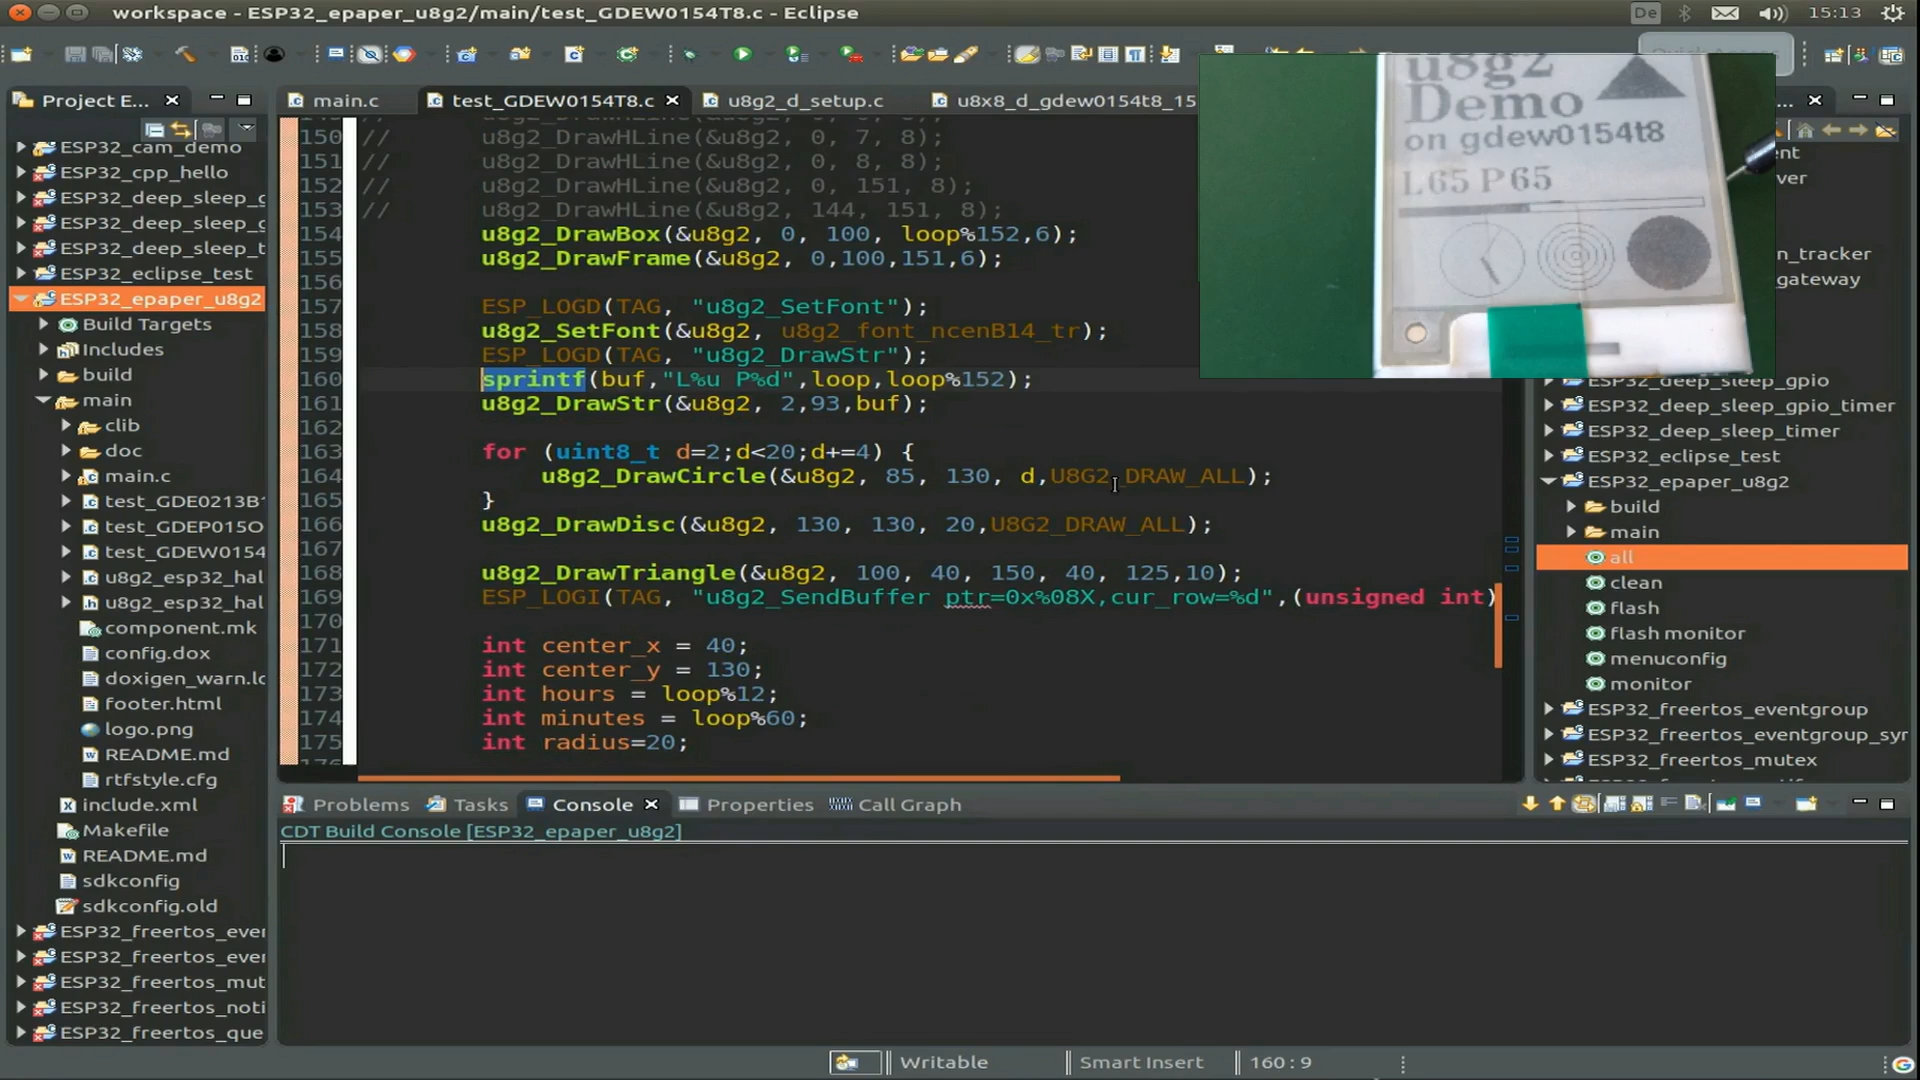 workspace - ESP32_epaper_u8g2/main/test_GDEW0154T8.c - Eclipse
De
15:13
Quick Access
Project E...
main.c
test_GDEW0154T8.c
u8g2_d_setup.c
u8x8_d_gdew0154t8_15
ESP32_cam_demo
ESP32_cpp_hello
ESP32_deep_sleep_g
ESP32_deep_sleep_g
ESP32_deep_sleep_t
ESP32_eclipse_test
ESP32_epaper_u8g2
Build Targets
Includes
build
main
clib
doc
main.c
test_GDE0213B1
test_GDEP015O
test_GDEW0154
u8g2_esp32_hal
u8g2_esp32_hal
component.mk
config.dox
doxigen_warn.lo
footer.html
logo.png
README.md
rtfstyle.cfg
include.xml
Makefile
README.md
sdkconfig
sdkconfig.old
ESP32_freertos_ever
ESP32_freertos_even
ESP32_freertos_mut
ESP32_freertos_noti
ESP32_freertos_que
150 // u8g2_DrawHLine(&u8g2, 0, 7, 8);
151 // u8g2_DrawHLine(&u8g2, 0, 8, 8);
152 // u8g2_DrawHLine(&u8g2, 0, 151, 8);
153 // u8g2_DrawHLine(&u8g2, 144, 151, 8);
154 u8g2_DrawBox(&u8g2, 0, 100, loop%152,6);
155 u8g2_DrawFrame(&u8g2, 0,100,151,6);
156
157 ESP_LOGD(TAG, "u8g2_SetFont");
158 u8g2_SetFont(&u8g2, u8g2_font_ncenB14_tr);
159 ESP_LOGD(TAG, "u8g2_DrawStr");
160 sprintf(buf,"L%u P%d",loop,loop%152);
161 u8g2_DrawStr(&u8g2, 2,93,buf);
162
163 for (uint8_t d=2;d<20;d+=4) {
164 u8g2_DrawCircle(&u8g2, 85, 130, d,U8G2_DRAW_ALL);
165 }
166 u8g2_DrawDisc(&u8g2, 130, 130, 20,U8G2_DRAW_ALL);
167
168 u8g2_DrawTriangle(&u8g2, 100, 40, 150, 40, 125,10);
169 ESP_LOGI(TAG, "u8g2_SendBuffer ptr=0x%08X,cur_row=%d",(unsigned int)
170
171 int center_x = 40;
172 int center_y = 130;
173 int hours = loop%12;
174 int minutes = loop%60;
175 int radius=20;
u8g2
Demo
on gdew0154t8
L65 P65
...
ent
ver
n_tracker
gateway
ESP32_deep_sleep_gpio
ESP32_deep_sleep_gpio_timer
ESP32_deep_sleep_timer
ESP32_eclipse_test
ESP32_epaper_u8g2
build
main
all
clean
flash
flash monitor
menuconfig
monitor
ESP32_freertos_eventgroup
ESP32_freertos_eventgroup_syr
ESP32_freertos_mutex
Problems
Tasks
Console
Properties
Call Graph
CDT Build Console [ESP32_epaper_u8g2]
Writable
Smart Insert
160 : 9